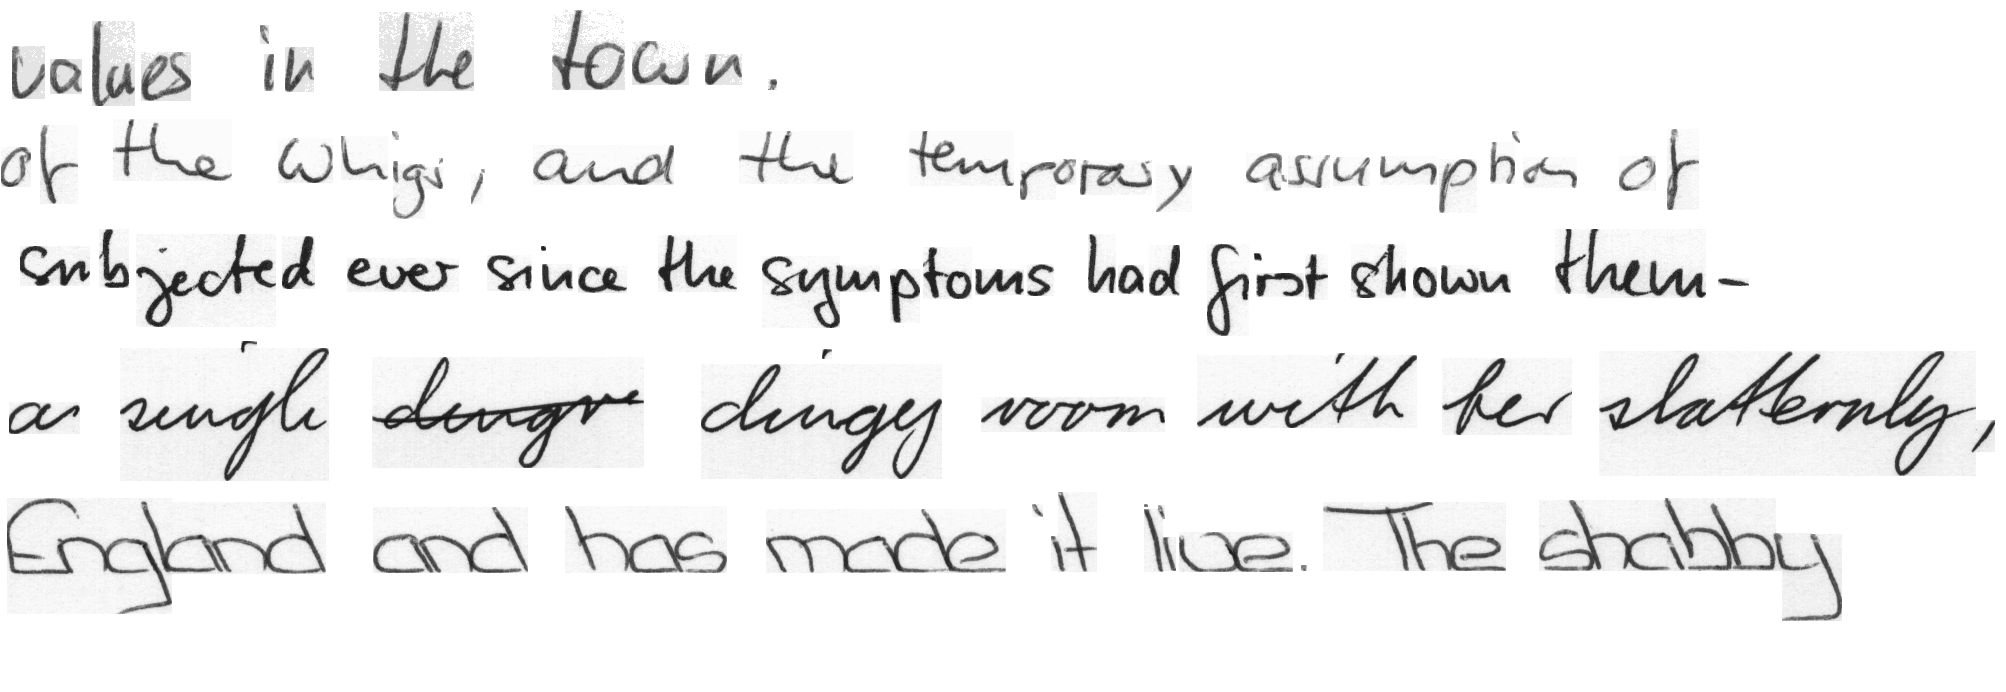 values in the town.
of the Whigs, and the temporary assumption of
subjected ever since the symptoms had first shown them-
a single dingy room with her slatternly,
England and has made it live. The shabby